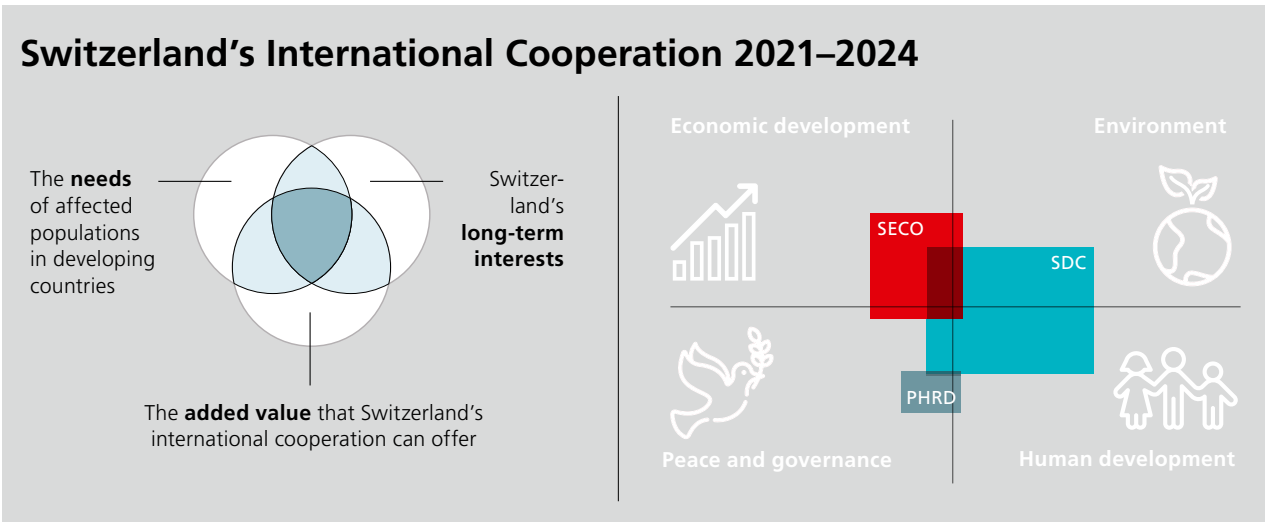 Switzerland's International Cooperation 2021–2024
The needs
of affected
populations
in developing
countries
Switzer-
land's
long-term
interests
The added value that Switzerland's
international cooperation can offer
Economic development
Environment
SECO
SDC
PHRD
Peace and governance
Human development